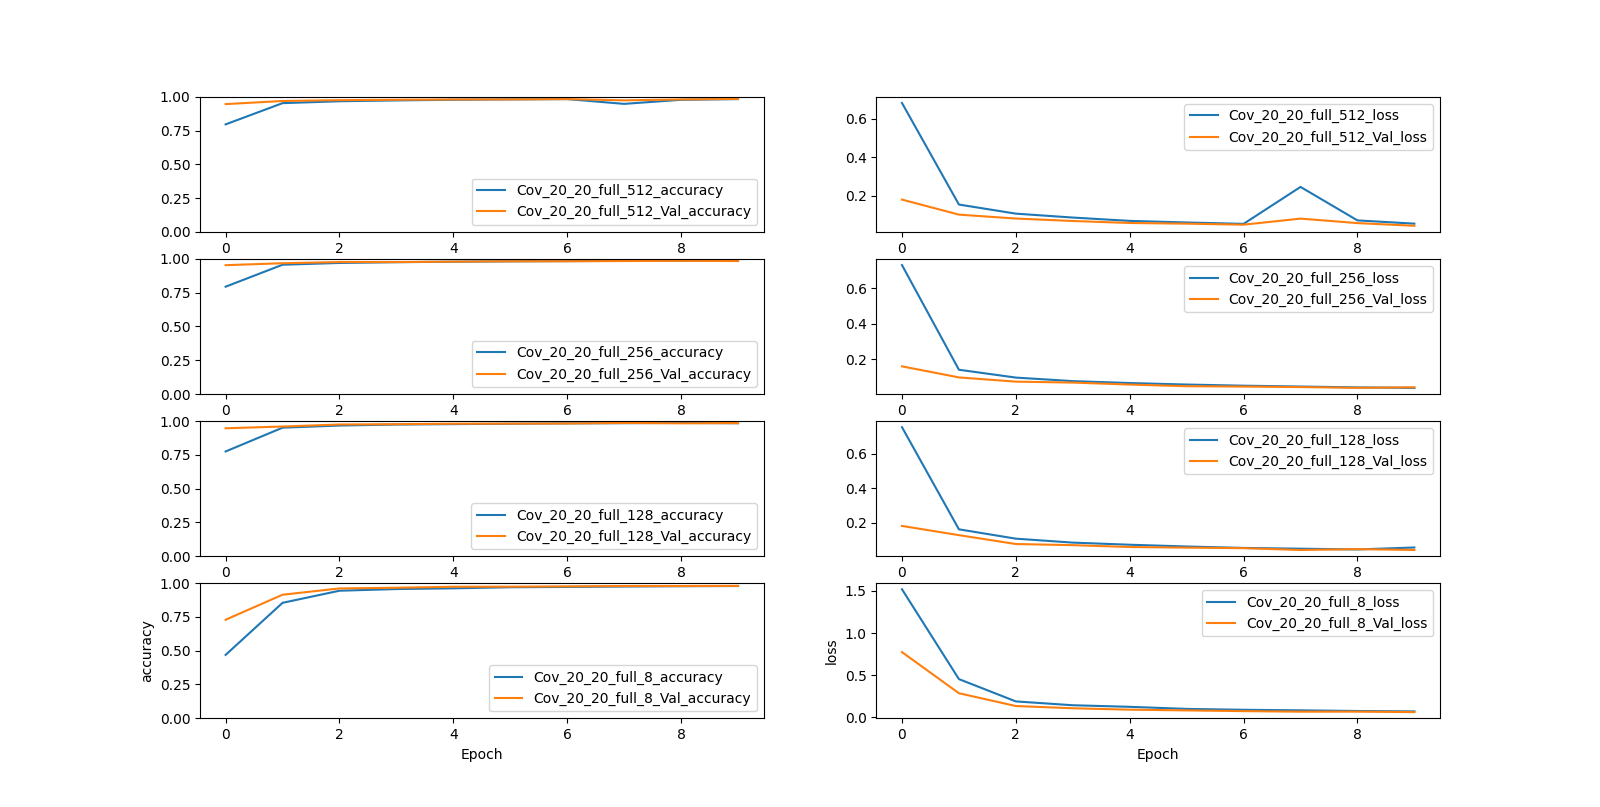 1.00
0.75
0.50
0.25
0.00
Cov_20_20_full_512_accuracy
Cov_20_20_full_512_Val_accuracy
0 2 4 6 8
0.6
0.4
0.2
Cov_20_20_full_512_loss
Cov_20_20_full_512_Val_loss
0 2 4 6 8
1.00
0.75
0.50
0.25
0.00
Cov_20_20_full_256_accuracy
Cov_20_20_full_256_Val_accuracy
0 2 4 6 8
0.6
0.4
0.2
Cov_20_20_full_256_loss
Cov_20_20_full_256_Val_loss
0 2 4 6 8
1.00
0.75
0.50
0.25
0.00
Cov_20_20_full_128_accuracy
Cov_20_20_full_128_Val_accuracy
0 2 4 6 8
0.6
0.4
0.2
Cov_20_20_full_128_loss
Cov_20_20_full_128_Val_loss
0 2 4 6 8
accuracy
1.00
0.75
0.50
0.25
0.00
Cov_20_20_full_8_accuracy
Cov_20_20_full_8_Val_accuracy
0 2 4 6 8
Epoch
loss
1.5
1.0
0.5
0.0
Cov_20_20_full_8_loss
Cov_20_20_full_8_Val_loss
0 2 4 6 8
Epoch